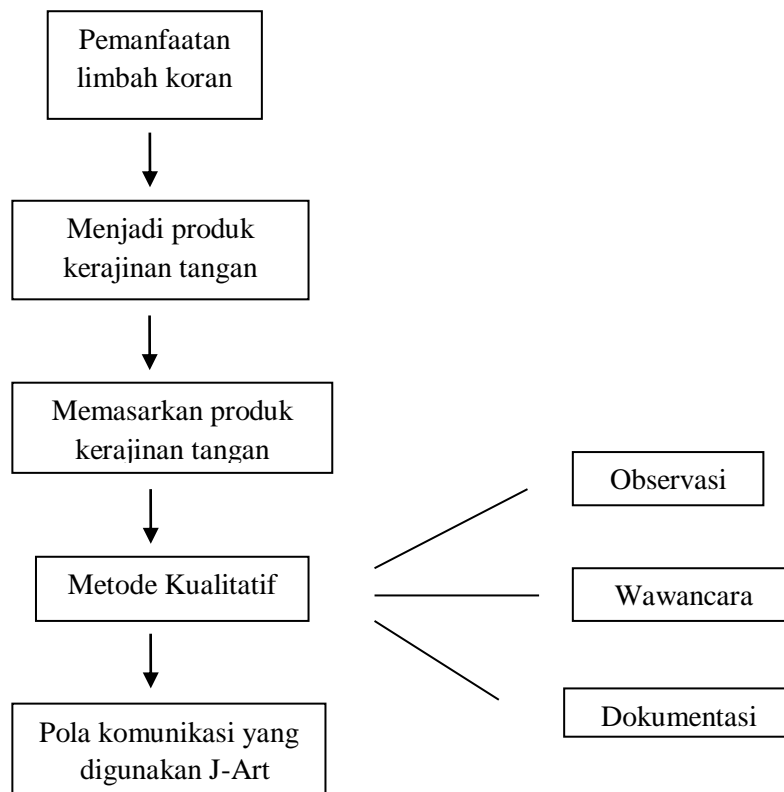 Pemanfaatan
limbah koran
Menjadi produk
kerajinan tangan
Memasarkan produk
kerajinan tangan
Observasi
Metode Kualitatif
Wawancara
Dokumentasi
Pola komunikasi yang
digunakan J-Art